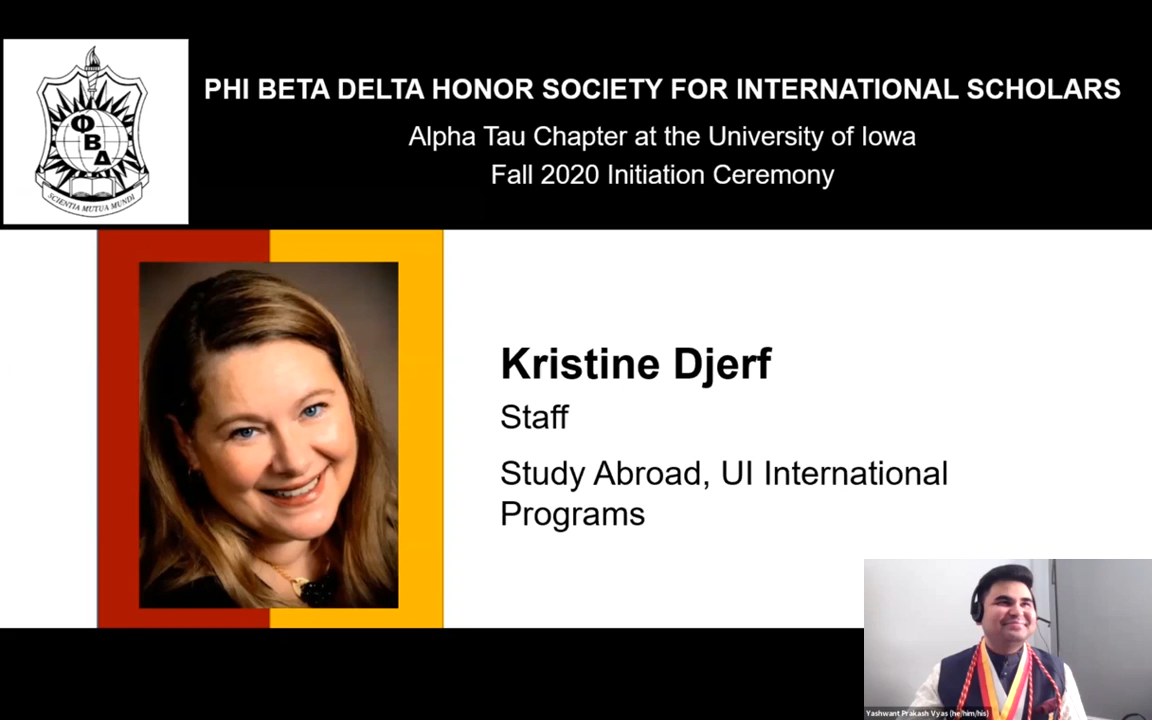 PHI BETA DELTA HONOR SOCIETY FOR INTERNATIONAL SCHOLARS
Alpha Tau Chapter at the University of Iowa
Fall 2020 Initiation Ceremony
Φ
Β
Δ
SCIENTIA MUTUA MUNDI
Kristine Djerf
Staff
Study Abroad, UI International
Programs
Yashwant Prakash Vyas (he/him/his)